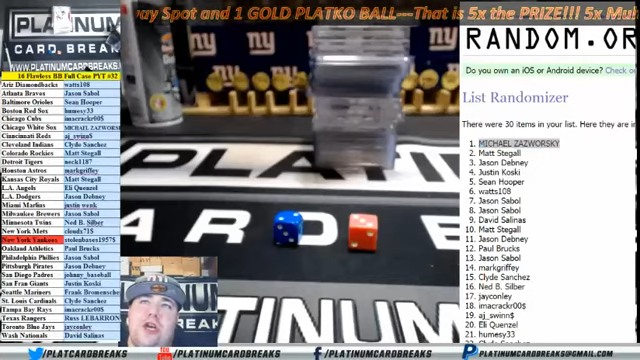 ay Spot and 1 GOLD PLATKO BALL---That is 5x the PRIZE!!! 5x Mul
PLATINUM
CARD BREAKS
WWW.PLATINUMCARDBREAKS.COM
16 Flawless BB Full Case PYT #32
Ariz Diamondbacks watts108
Atlanta Braves Jason Sabol
Baltimore Orioles Sean Hooper
Boston Red Sox humesy33
Chicago Cubs imacrackr00$
Chicago White Sox MICHAEL ZAZWORSKY
Cincinnati Reds aj_swinn$
Cleveland Indians Clyde Sanchez
Colorado Rockies Matt Stegall
Detroit Tigers neck1187
Houston Astros markgriffey
Kansas City Royals Matt Stegall
L.A. Angels Eli Quenzel
L.A. Dodgers Jason Debney
Miami Marlins justin wenk
Milwaukee Brewers Jason Sabol
Minnesota Twins Ned B. Silber
New York Mets
New York Yankees stolenbases1957$
Oakland Athletics Paul Brucks
Philadelphia Phillies Jason Sabol
Pittsburgh Pirates Jason Debney
San Diego Padres johnny_baseball
San Fran Giants Justin Koski
Seattle Mariners Frank
St. Louis Cardinals Clyde Sanchez
Tampa Bay Rays imacrackr00$
Texas Rangers Russ LEBARRON
Toronto Blue Jays jayconley
Wash Nationals David Salinas
RANDOM.OR
Do you own an iOS or Android device? Check
List Randomizer
There were 30 items in your list. Here they are i
1. MICHAEL ZAZWORSKY
2. Matt Stegall
3. Jason Debney
4. Justin Koski
5. Sean Hooper
6. watts108
7. Jason Sabol
8. Jason Sabol
9. David Salinas
10. Matt Stegall
11. Jason Debney
12. Paul Brucks
13. Jason Sabol
14. markgriffey
15. Clyde Sanchez
16. Ned B. Silber
17. jayconley
18. imacrackr00$
19. aj_swinn$
20. Eli Quenzel
21. humesy33
/PLATCARDBREAKS
/PLATINUMCARDBREAKS
/PLATINUMCARDBREAKS
/PLATCARDBREAKS